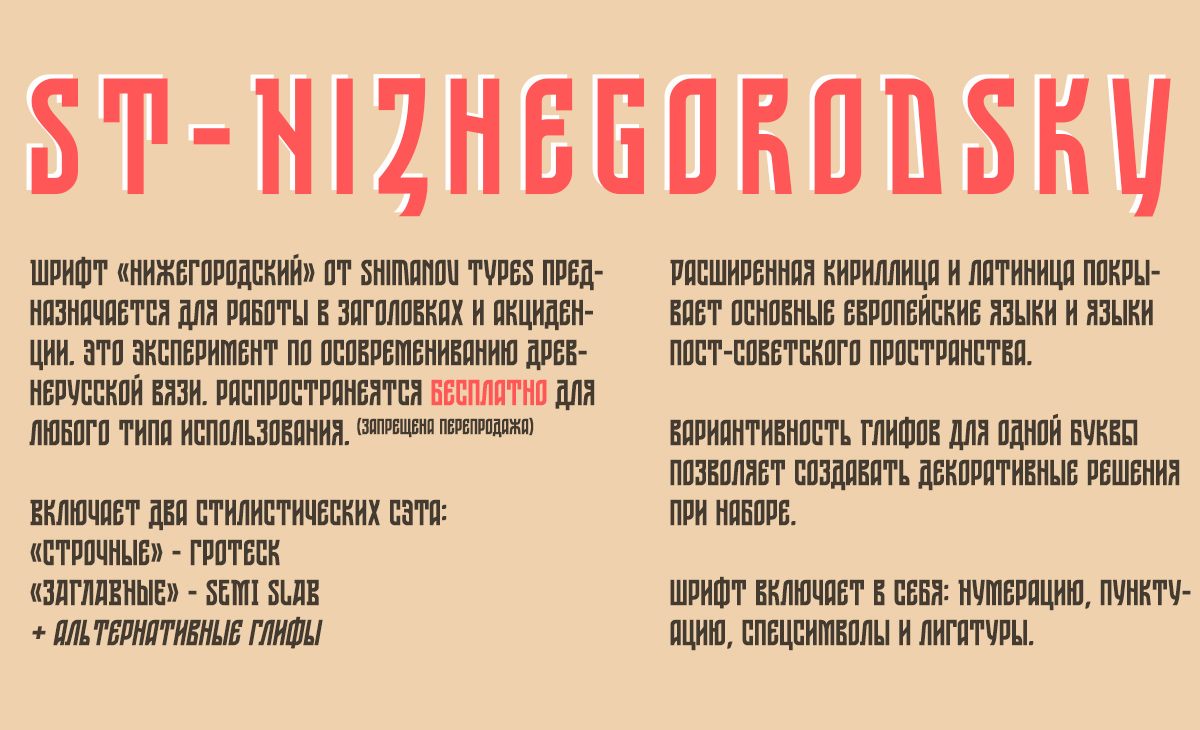 ST-NIZHEGORODSKY
ШРИФТ «НИЖЕГОРОДСКИЙ» ОТ SHIMANOV TYPES ПРЕД-
НАЗНАЧАЕТСЯ ДЛЯ РАБОТЫ В ЗАГОЛОВКАХ И АКЦИДЕН-
ЦИИ. ЭТО ЭКСПЕРИМЕНТ ПО ОСОВРЕМЕНИВАНИЮ ДРЕВ-
НЕРУССКОЙ ВЯЗИ. РАСПРОСТРАНЕЯТСЯ БЕСПЛАТНО ДЛЯ
ЛЮБОГО ТИПА ИСПОЛЬЗОВАНИЯ. (ЗАПРЕЩЕНА ПЕРЕПРОДАЖА)
ВКЛЮЧАЕТ ДВА СТИЛИСТИЧЕСКИХ СЭТА:
«СТРОЧНЫЕ» - ГРОТЕСК
«ЗАГЛАВНЫЕ» - SEMI SLAB
+ АЛЬТЕРНАТИВНЫЕ ГЛИФЫ
РАСШИРЕННАЯ КИРИЛЛИЦА И ЛАТИНИЦА ПОКРЫ-
ВАЕТ ОСНОВНЫЕ ЕВРОПЕЙСКИЕ ЯЗЫКИ И ЯЗЫКИ
ПОСТ-СОВЕТСКОГО ПРОСТРАНСТВА.
ВАРИАНТИВНОСТЬ ГЛИФОВ ДЛЯ ОДНОЙ БУКВЫ
ПОЗВОЛЯЕТ СОЗДАВАТЬ ДЕКОРАТИВНЫЕ РЕШЕНИЯ
ПРИ НАБОРЕ.
ШРИФТ ВКЛЮЧАЕТ В СЕБЯ: НУМЕРАЦИЮ, ПУНКТУ-
АЦИЮ, СПЕЦСИМВОЛЫ И ЛИГАТУРЫ.